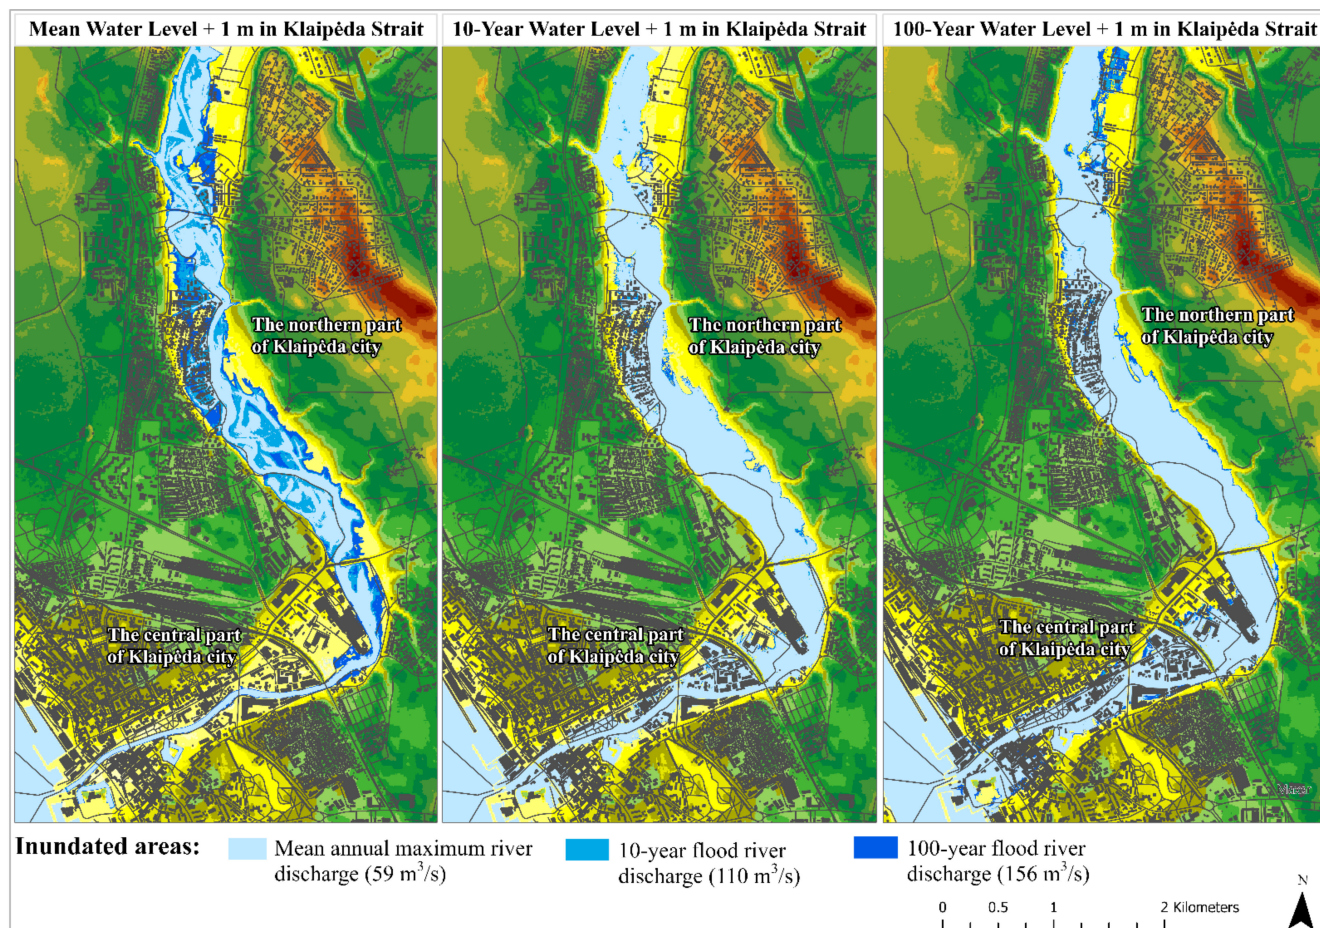 Mean Water Level + 1 m in Klaipėda Strait
10-Year Water Level + 1 m in Klaipėda Strait
100-Year Water Level + 1 m in Klaipėda Strait
The northern part
of Klaipėda city
The northern part
of Klaipėda city
The northern part
of Klaipėda city
The central part
of Klaipėda city
The central part
of Klaipėda city
The central part
of Klaipėda city
Inundated areas:
Mean annual maximum river
discharge (59 m³/s)
10-year flood river
discharge (110 m³/s)
100-year flood river
discharge (156 m³/s)
N
0 0.5 1 2 Kilometers